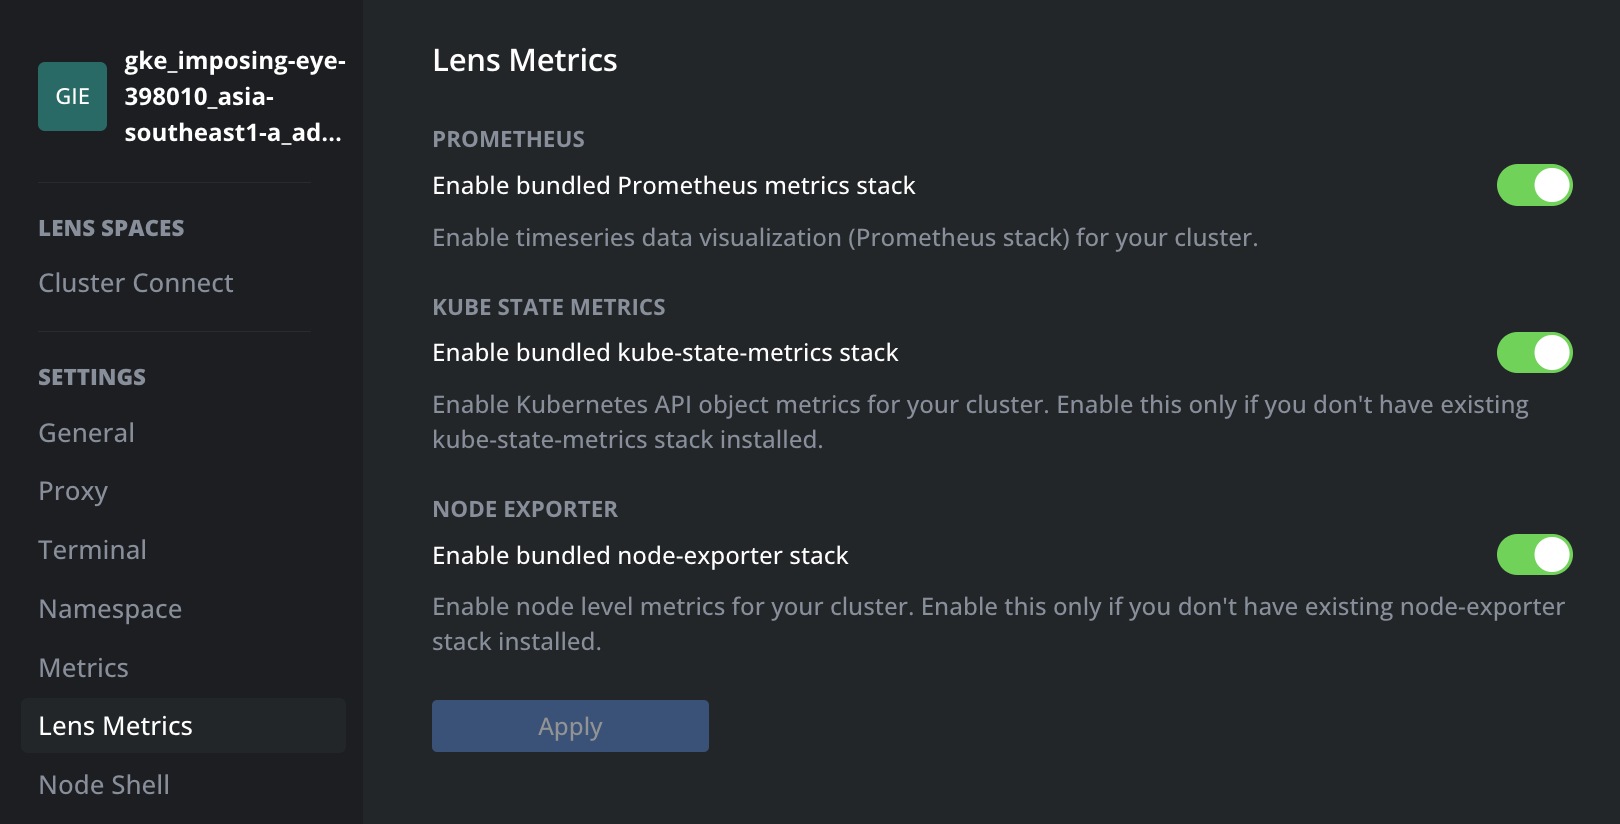 GIE
gke_imposing-eye-
398010_asia-
southeast1-a_ad...
LENS SPACES
Cluster Connect
SETTINGS
General
Proxy
Terminal
Namespace
Metrics
Lens Metrics
Node Shell
Lens Metrics
PROMETHEUS
Enable bundled Prometheus metrics stack
Enable timeseries data visualization (Prometheus stack) for your cluster.
KUBE STATE METRICS
Enable bundled kube-state-metrics stack
Enable Kubernetes API object metrics for your cluster. Enable this only if you don't have existing
kube-state-metrics stack installed.
NODE EXPORTER
Enable bundled node-exporter stack
Enable node level metrics for your cluster. Enable this only if you don't have existing node-exporter
stack installed.
Apply